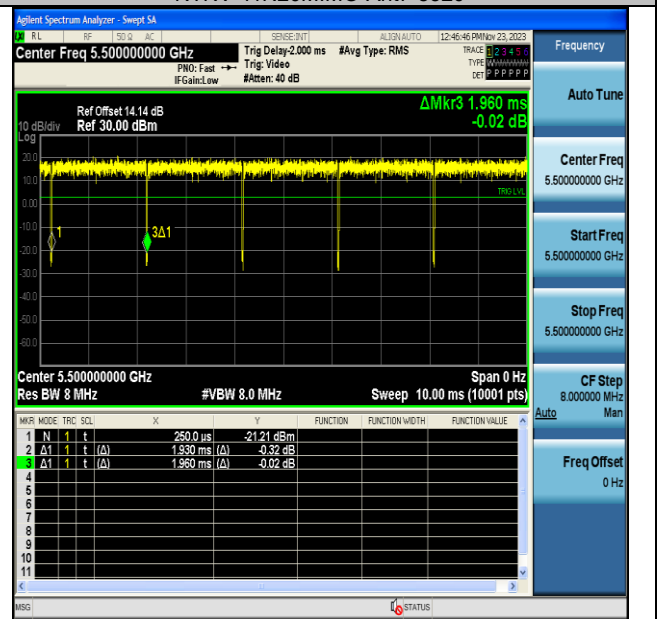 Agilent Spectrum Analyzer - Swept SA
RL RF 50 Ω AC SENSE:INT ALIGN AUTO 12:46:46 PM Nov 23, 2023
Center Freq 5.500000000 GHz Trig Delay-2.000 ms #Avg Type: RMS TRACE 1 2 3 4 5 6
PNO: Fast Trig: Video TYPE
IFGain:Low #Atten: 40 dB DET P P P P P P
ΔMkr3 1.960 ms
-0.02 dB
Ref Offset 14.14 dB
10 dB/div Ref 30.00 dBm
Log
20.0
10.0
TRIG LVL
0.00
-10.0
1
3Δ1
-20.0
-30.0
-40.0
-50.0
-60.0
Center 5.500000000 GHz Span 0 Hz
Res BW 8 MHz #VBW 8.0 MHz Sweep 10.00 ms (10001 pts)
MKR MODE TRC SCL X Y FUNCTION FUNCTION WIDTH FUNCTION VALUE
1 N 1 t 250.0 µs -21.21 dBm
2 Δ1 1 t (Δ) 1.930 ms (Δ) -0.32 dB
3 Δ1 1 t (Δ) 1.960 ms (Δ) -0.02 dB
4
5
6
7
8
9
10
11
MSG STATUS
Frequency
Auto Tune
Center Freq
5.500000000 GHz
Start Freq
5.500000000 GHz
Stop Freq
5.500000000 GHz
CF Step
8.000000 MHz
Auto Man
Freq Offset
0 Hz